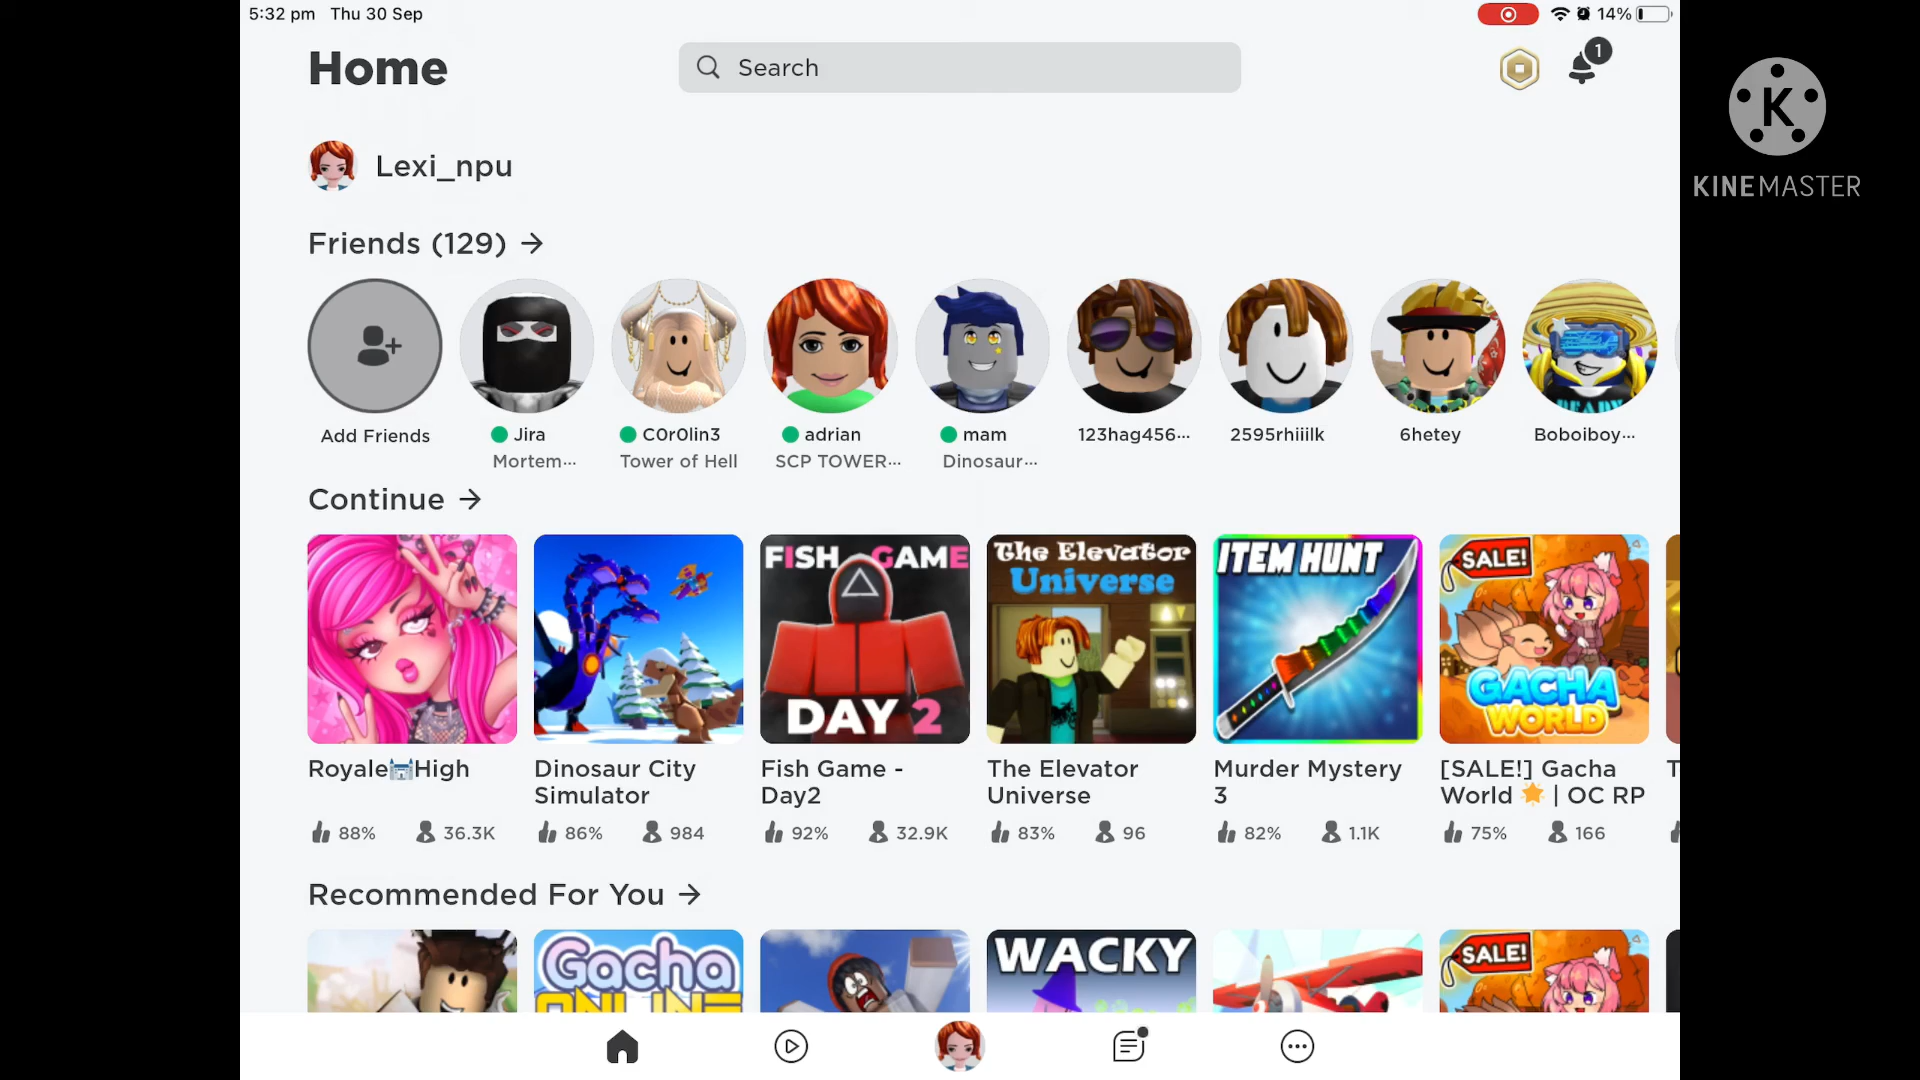 5:32 pm Thu 30 Sep
14%
Home
Search
1
K
KINEMASTER
Lexi_npu
Friends (129) →
Add Friends
Jira
Mortem...
C0r0lin3
Tower of Hell
adrian
SCP TOWER...
mam
Dinosaur...
123hag456...
2595rhiiilk
6hetey
Boboiboy...
READY
Continue →
FISH GAME
DAY 2
The Elevator
Universe
ITEM HUNT
SALE!
GACHA
WORLD
Royale🏰High
Dinosaur City
Simulator
Fish Game -
Day2
The Elevator
Universe
Murder Mystery
3
[SALE!] Gacha
World 🌟 | OC RP
T
88% 36.3K
86% 984
92% 32.9K
83% 96
82% 1.1K
75% 166
Recommended For You →
Gacha
ONLINE
WACKY
SALE!